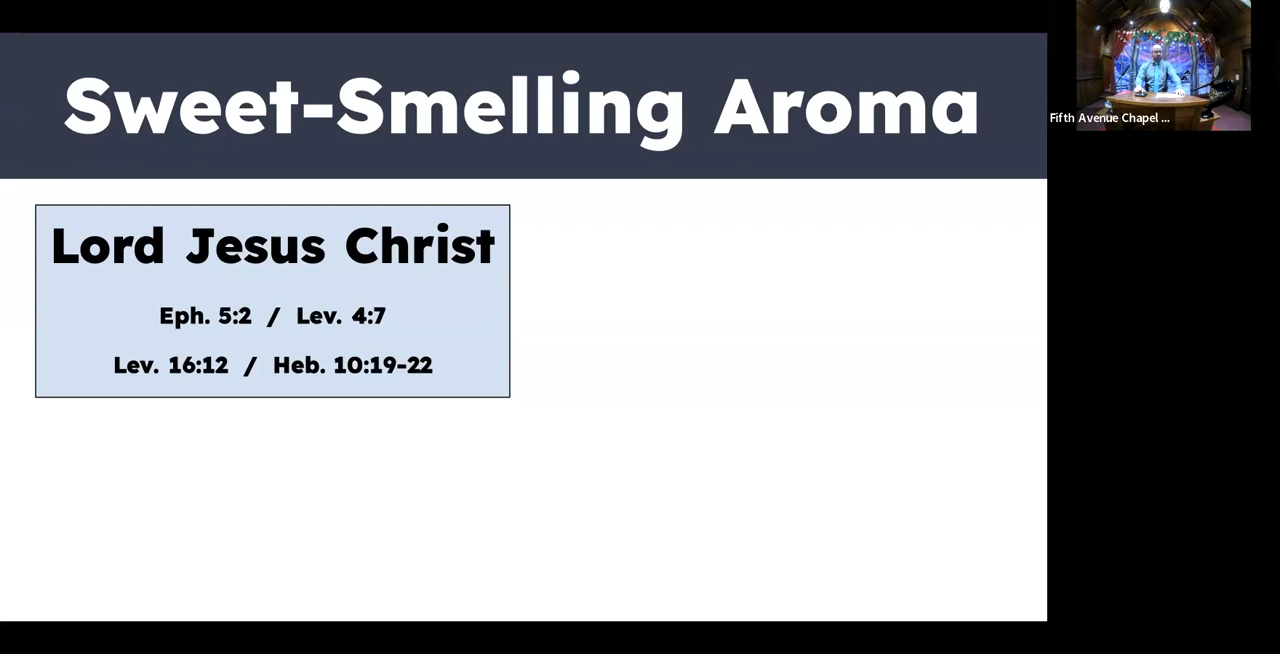 Sweet-Smelling Aroma
Lord Jesus Christ
Eph. 5:2 / Lev. 4:7
Lev. 16:12 / Heb. 10:19-22
Fifth Avenue Chapel ...